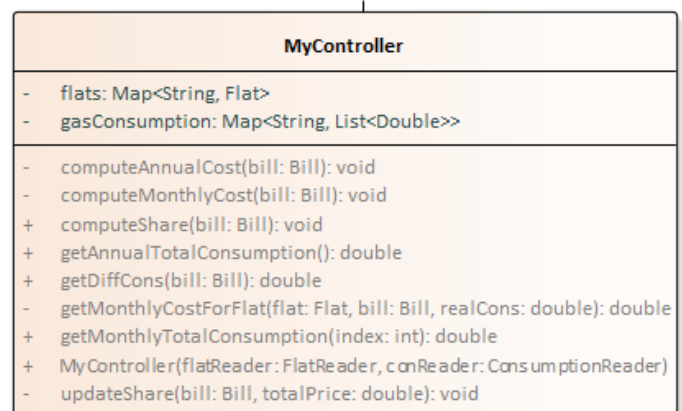 MyController
- flats: Map<String, Flat>
- gasConsumption: Map<String, List<Double>>
- computeAnnualCost(bill: Bill): void
- computeMonthlyCost(bill: Bill): void
+ computeShare(bill: Bill): void
+ getAnnualTotalConsumption(): double
+ getDiffCons(bill: Bill): double
- getMonthlyCostForFlat(flat: Flat, bill: Bill, realCons: double): double
+ getMonthlyTotalConsumption(index: int): double
+ MyController(flatReader: FlatReader, conReader: ConsumptionReader)
- updateShare(bill: Bill, totalPrice: double): void